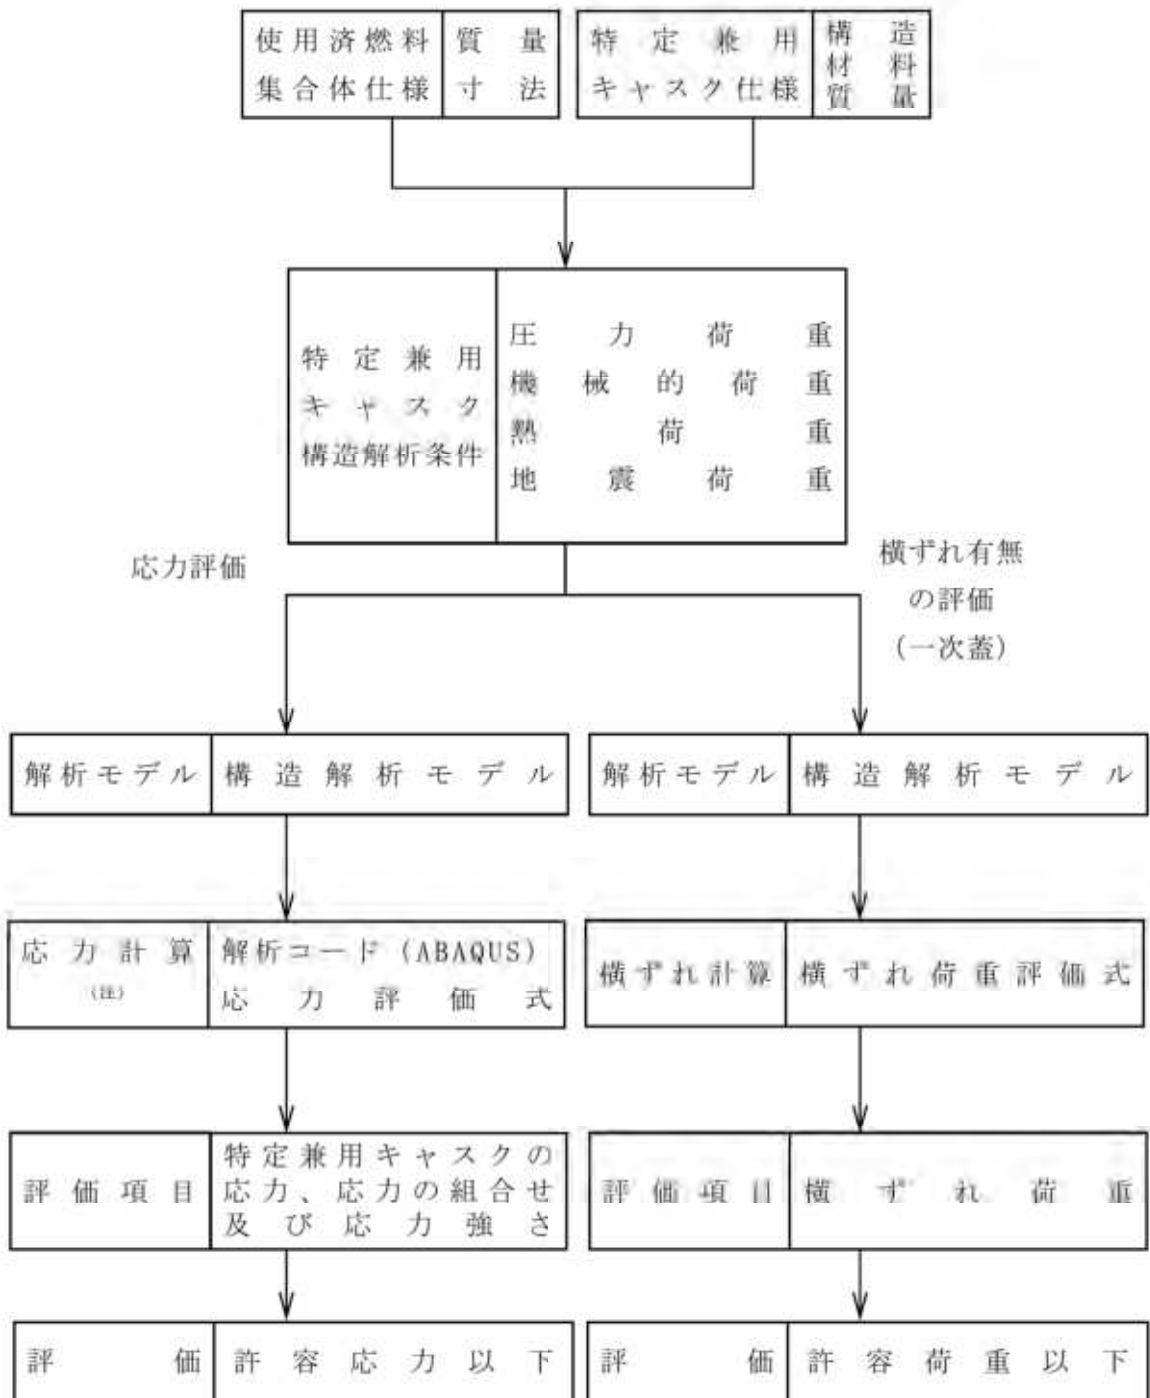 使用済燃料
集合体仕様
質量
寸法
特定兼用
キャスク仕様
構造
材料
質量
特定兼用
キャスク
構造解析条件
圧力荷重
機械的荷重
熱荷重
地震荷重
応力評価
横ずれ有無
の評価
(一次蓋)
解析モデル
構造解析モデル
解析モデル
構造解析モデル
応力計算
(注)
解析コード(ABAQUS)
応力評価式
横ずれ計算
横ずれ荷重評価式
評価項目
特定兼用キャスクの
応力、応力の組合せ
及び応力強さ
評価項目
横ずれ荷重
評価
許容応力以下
評価
許容荷重以下